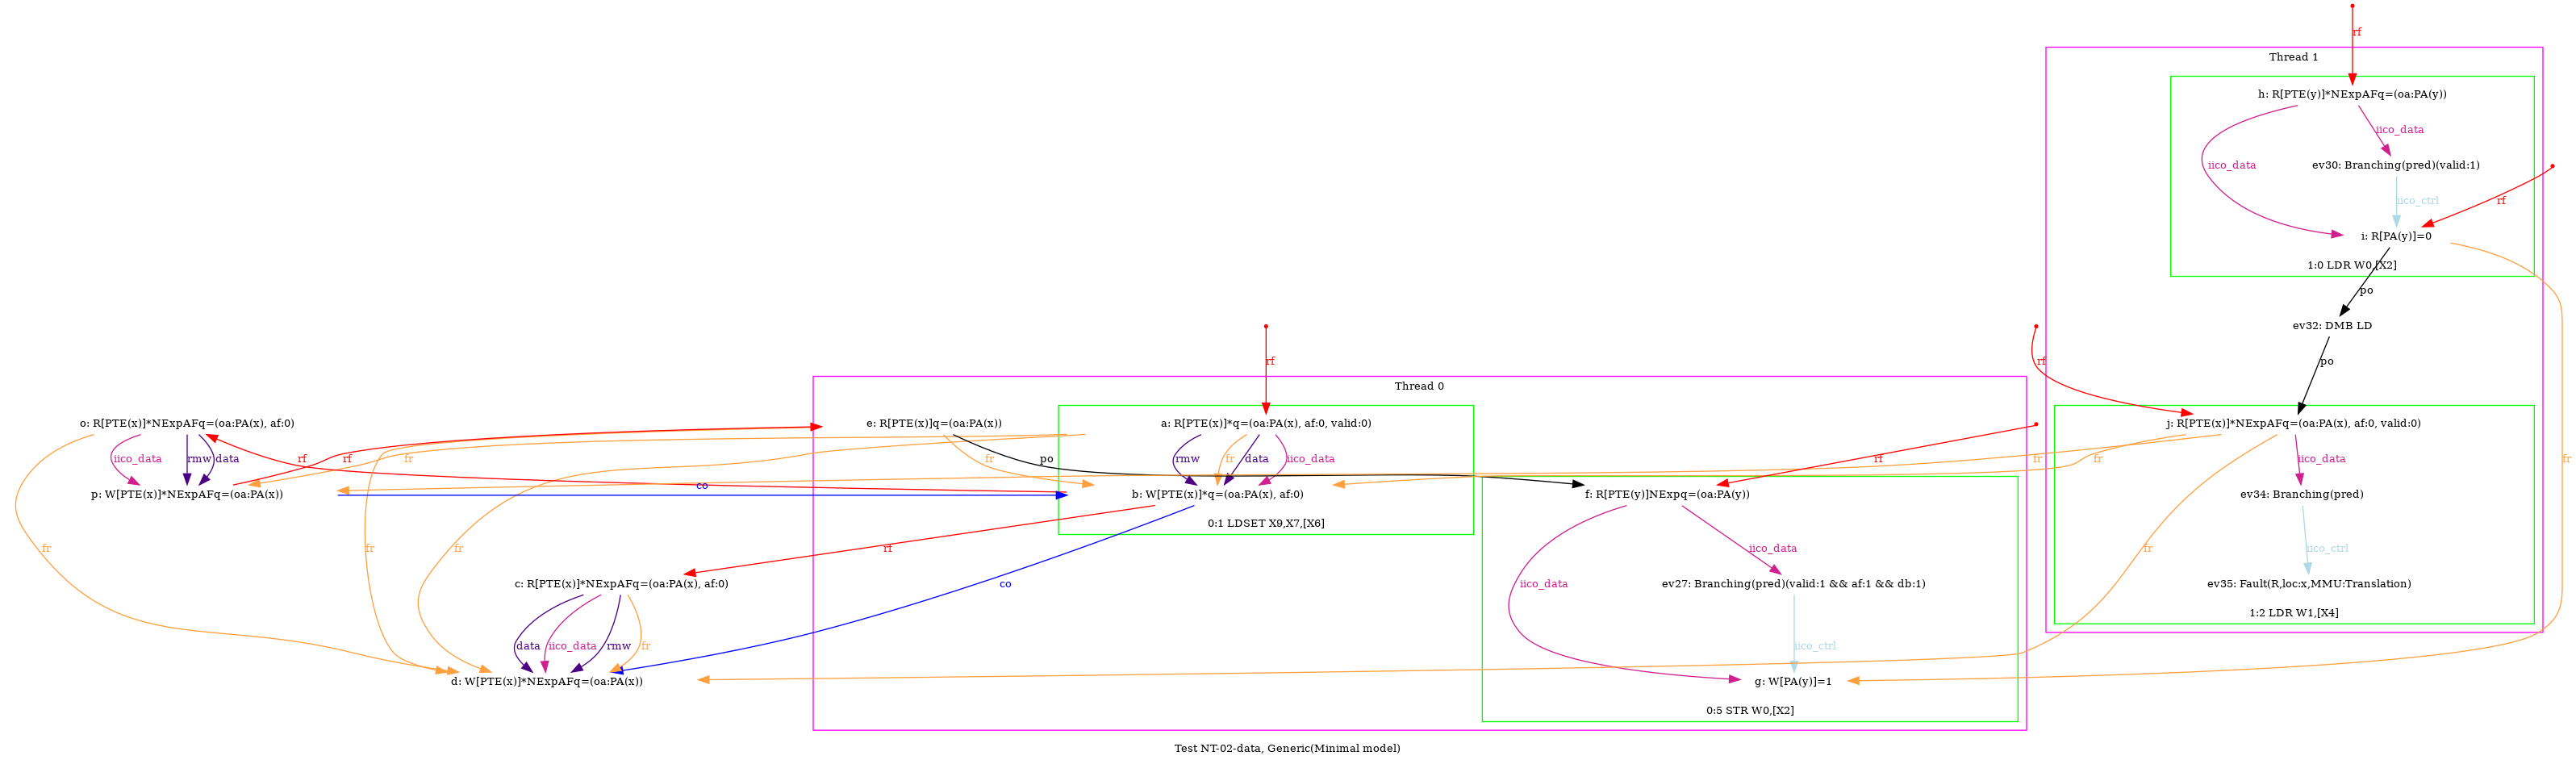 rf
Thread 1
h: R[PTE(y)]*NExpAFq=(oa:PA(y))
iico_data
iico_data
ev30: Branching(pred)(valid:1)
iico_ctrl
rf
i: R[PA(y)]=0
1:0 LDR W0,[X2]
po
ev32: DMB LD
rf
rf
po
Thread 0
o: R[PTE(x)]*NExpAFq=(oa:PA(x), af:0)
e: R[PTE(x)]q=(oa:PA(x))
a: R[PTE(x)]*q=(oa:PA(x), af:0, valid:0)
j: R[PTE(x)]*NExpAFq=(oa:PA(x), af:0, valid:0)
iico_data
rmw
data
rf
rf
fr
fr
po
rmw
fr
data
iico_data
rf
fr
fr
iico_data
fr
p: W[PTE(x)]*NExpAFq=(oa:PA(x))
co
b: W[PTE(x)]*q=(oa:PA(x), af:0)
f: R[PTE(y)]NExpq=(oa:PA(y))
ev34: Branching(pred)
0:1 LDSET X9,X7,[X6]
fr
fr
fr
rf
iico_data
fr
iico_ctrl
c: R[PTE(x)]*NExpAFq=(oa:PA(x), af:0)
co
iico_data
ev27: Branching(pred)(valid:1 && af:1 && db:1)
ev35: Fault(R,loc:x,MMU:Translation)
1:2 LDR W1,[X4]
data
iico_data
rmw
fr
iico_ctrl
d: W[PTE(x)]*NExpAFq=(oa:PA(x))
g: W[PA(y)]=1
0:5 STR W0,[X2]
Test NT-02-data, Generic(Minimal model)